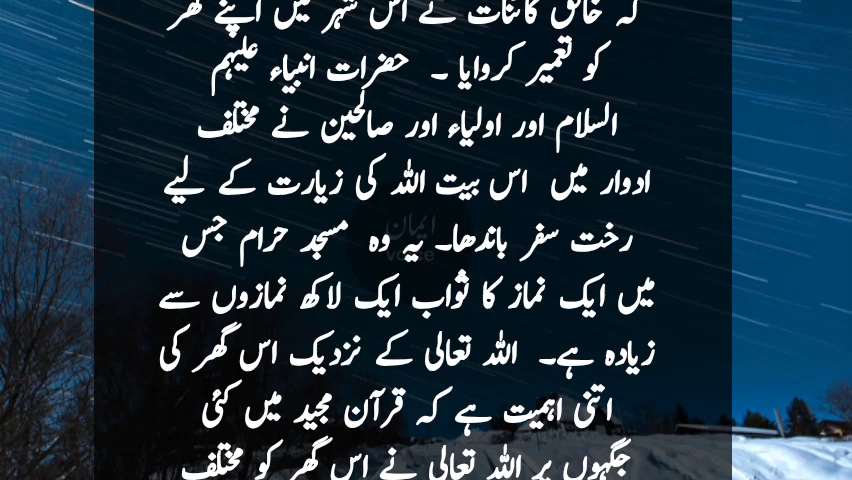 کہ خالق کائنات نے اس شہر میں اپنے گھر
کو تعمیر کروایا ۔ حضرات انبیاء علیہم
السلام اور اولیاء اور صالحین نے مختلف
ادوار میں اس بیت اللہ کی زیارت کے لیے
رخت سفر باندھا۔ یہ وہ مسجد حرام جس
میں ایک نماز کا ثواب ایک لاکھ نمازوں سے
زیادہ ہے۔ اللہ تعالی کے نزدیک اس گھر کی
اتنی اہمیت ہے کہ قرآن مجید میں کئی
جگہوں پر اللہ تعالی نے اس گھر کو مختلف
ایمان
voice